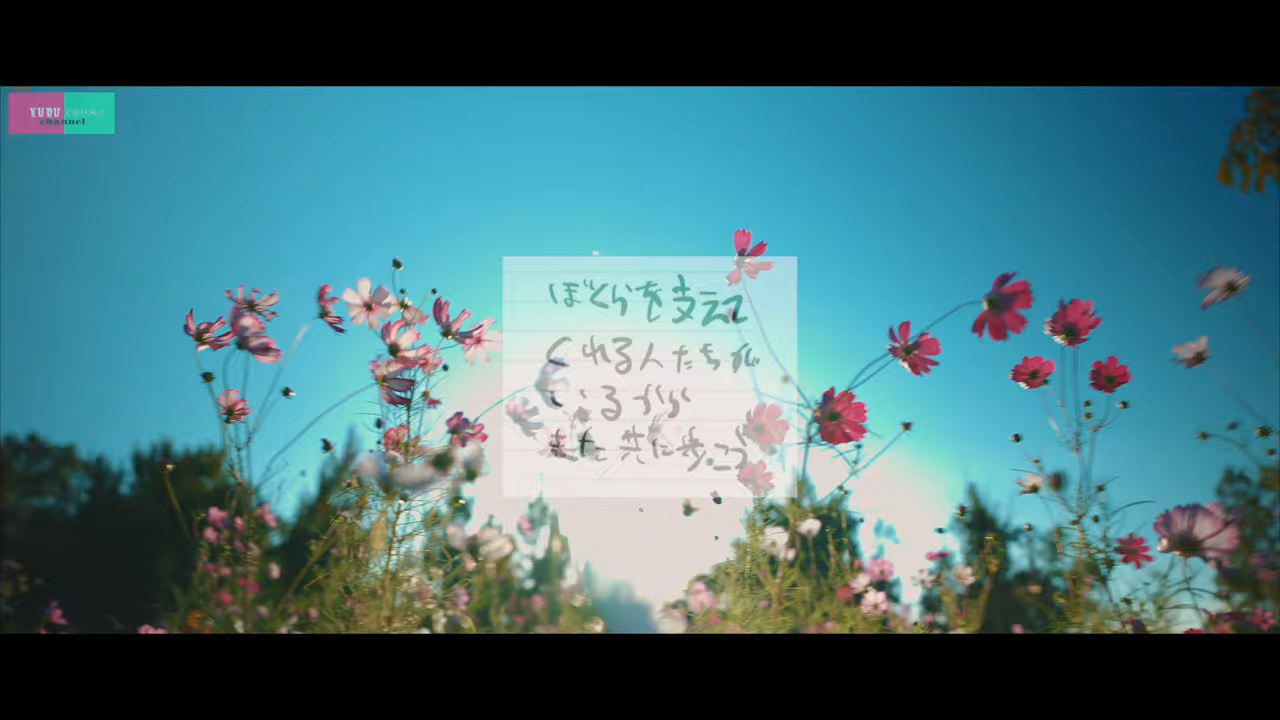 YURU
channel
ぼくらを支えて
くれる人たちが
いるから
また共に歩こう